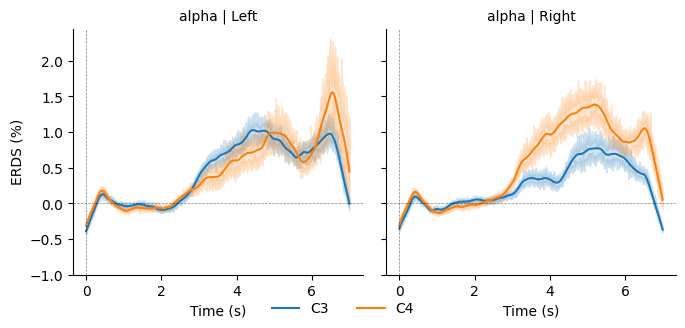 alpha | Left
alpha | Right
ERDS (%)
2.0
1.5
1.0
0.5
0.0
−0.5
−1.0
0 2 4 6
0 2 4 6
Time (s)
Time (s)
C3 C4